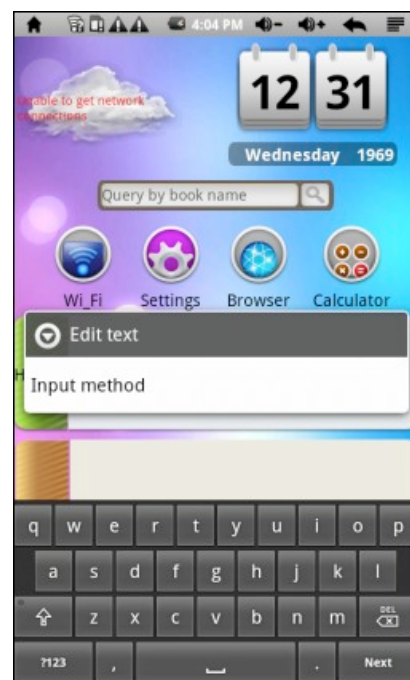 4:04 PM
Unable to get network
connections
12 31
Wednesday 1969
Query by book name
Wi_Fi Settings Browser Calculator
Edit text
H
Input method
q w e r t y u i o p
a s d f g h j k l
z x c v b n m DEL
?123 , . Next